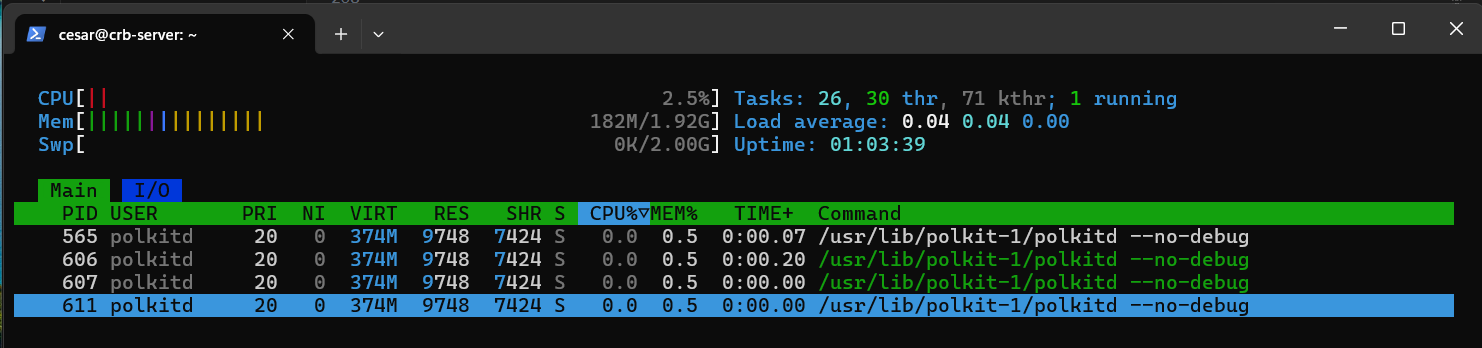 cesar@crb-server: ~
CPU[|| 2.5%] Tasks: 26, 30 thr, 71 kthr; 1 running
Mem[||||||||||||||| 182M/1.92G] Load average: 0.04 0.04 0.00
Swp[ 0K/2.00G] Uptime: 01:03:39
Main I/O
PID USER PRI NI VIRT RES SHR S CPU%▽MEM% TIME+ Command
565 polkitd 20 0 374M 9748 7424 S 0.0 0.5 0:00.07 /usr/lib/polkit-1/polkitd --no-debug
606 polkitd 20 0 374M 9748 7424 S 0.0 0.5 0:00.20 /usr/lib/polkit-1/polkitd --no-debug
607 polkitd 20 0 374M 9748 7424 S 0.0 0.5 0:00.00 /usr/lib/polkit-1/polkitd --no-debug
611 polkitd 20 0 374M 9748 7424 S 0.0 0.5 0:00.00 /usr/lib/polkit-1/polkitd --no-debug